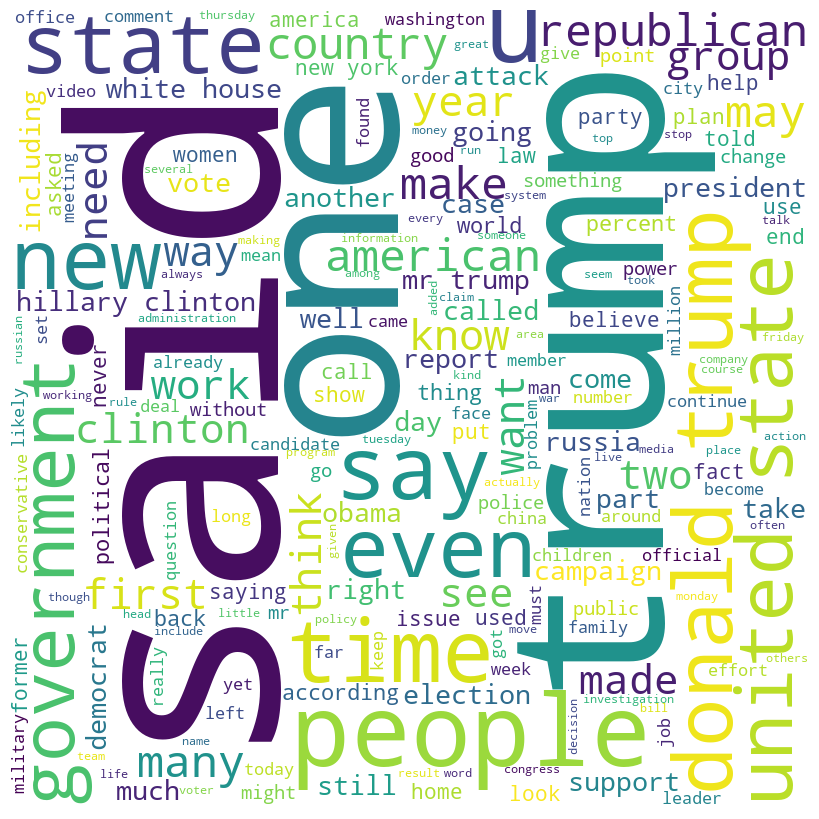 office
comment
thursday
america
washington
u
republican
state
country
great
give
point
group
new york
order
attack
city
help
video
white house
year
found
party
plan
may
money
top
stop
going
good
run
law
told
including
asked
meeting
need
said
women
several
vote
one
another
make
case
system
something
change
trump
president
use
every
world
percent
talk
end
new
way
making
mean
always
information
american
someone
among
mr trump
seem
power
took
hillary clinton
administration
set
russian
well
came
called
added
claim
know
area
believe
million
friday
donald trump
united state
government
never
already
work
call
show
report
member
kind
thing
man
war
come
company
course
working
rule
deal
without
day
face
put
number
continue
clinton
want
problem
russia
media
live
candidate
tuesday
say
two
place
action
likely
conservative
political
question
program
go
nation
fact
part
become
actually
long
think
obama
police
china
around
take
often
even
given
children
official
campaign
first
saying
right
see
though
head
little
mr
back
include
policy
issue
used
must
public
monday
move
family
time
former
democrat
really
far
keep
got
week
effort
others
yet
according
election
made
left
people
decision
investigation
bill
job
military
name
many
team
life
voter
much
today
might
still
home
result
word
congress
look
support
leader